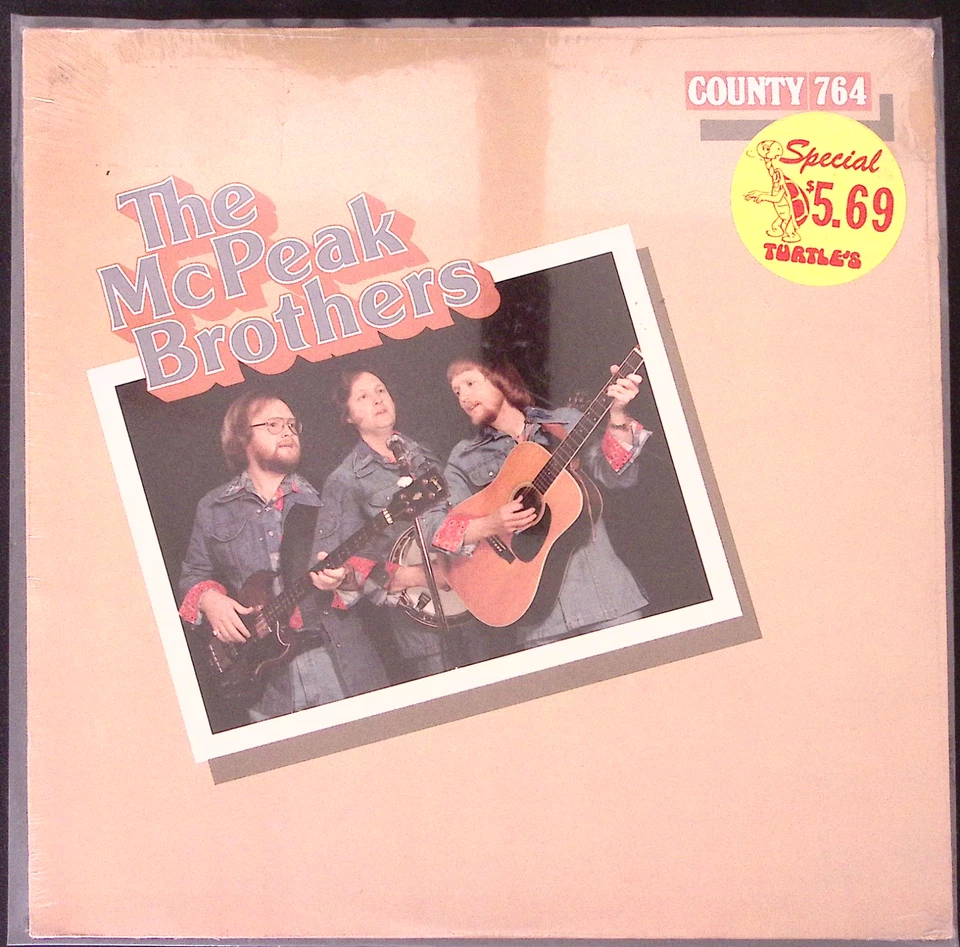 COUNTY 764
Special
$5.69
TURTLE'S
The
McPeak
Brothers